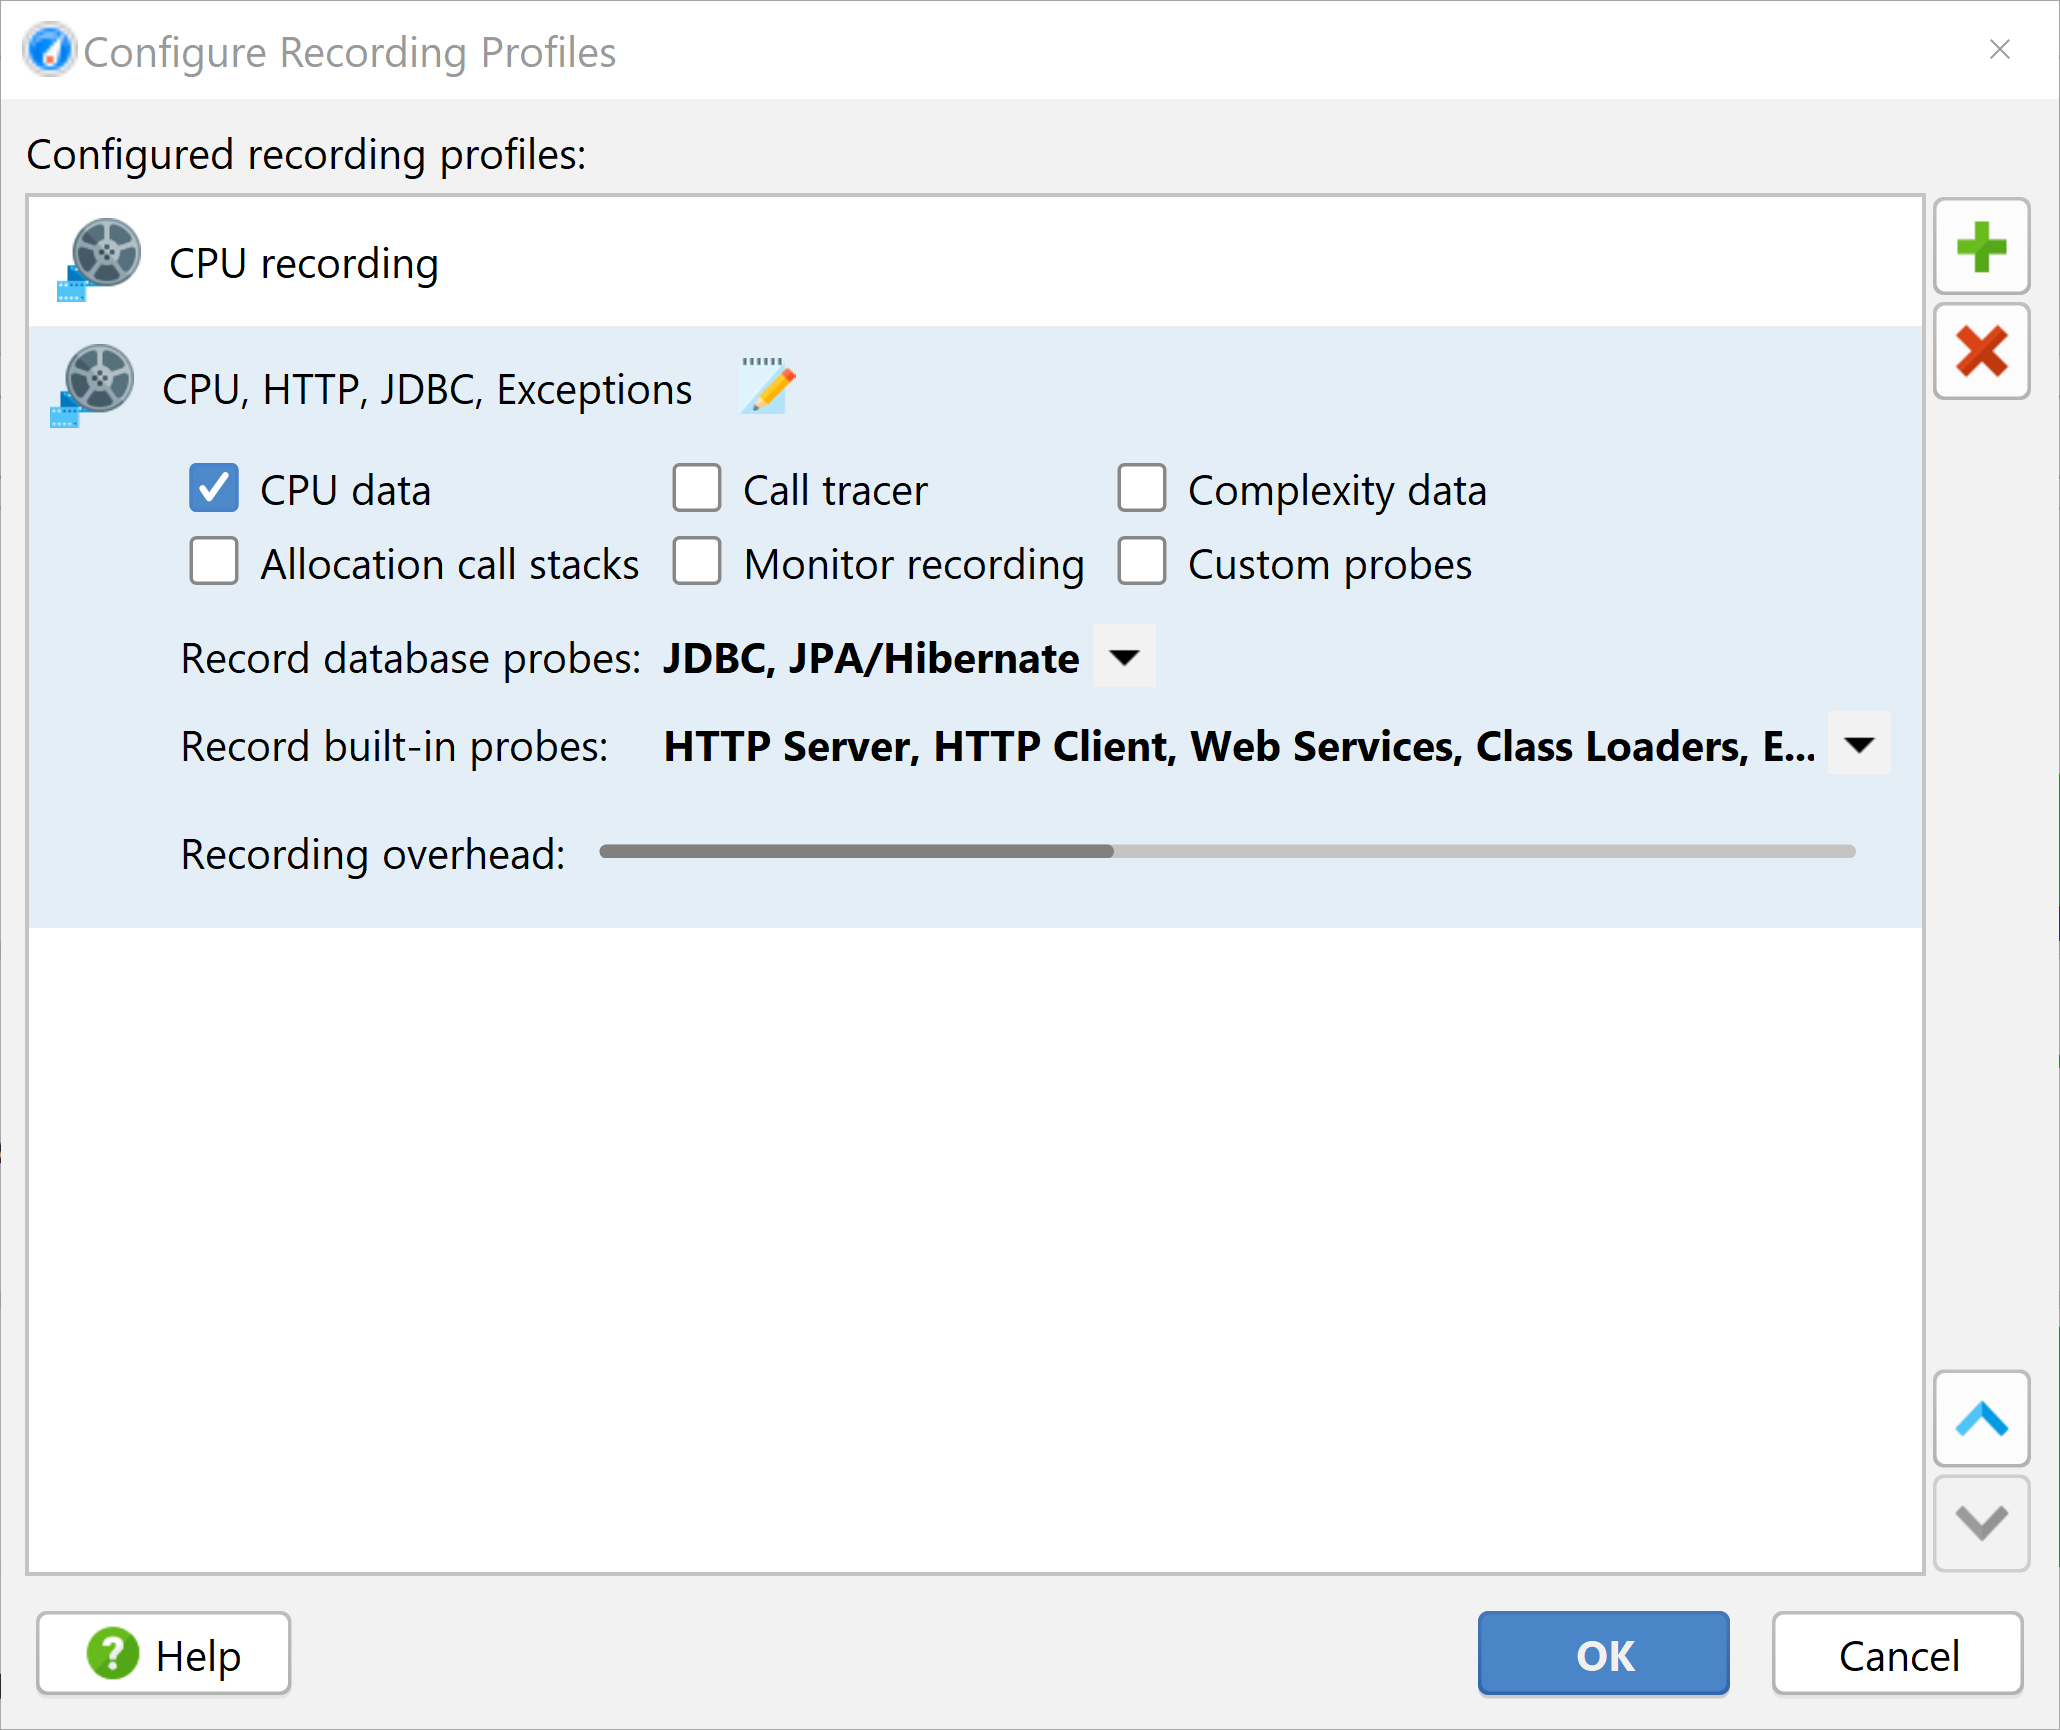 Configure Recording Profiles
Configured recording profiles:
CPU recording
CPU, HTTP, JDBC, Exceptions
CPU data Call tracer Complexity data
Allocation call stacks Monitor recording Custom probes
Record database probes: JDBC, JPA/Hibernate
Record built-in probes: HTTP Server, HTTP Client, Web Services, Class Loaders, E...
Recording overhead:
? Help OK Cancel